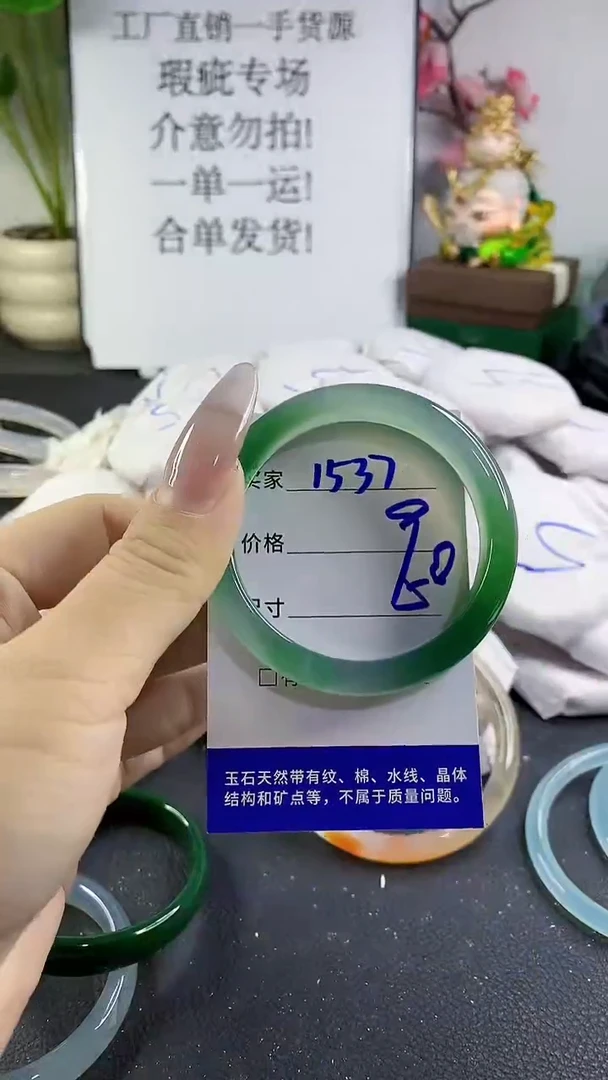 工厂直销一手货源
瑕疵专场
介意勿拍!
一单一运!
合单发货!
买家 1537
价格
尺寸
玉石天然带有纹、棉、水线、晶体
结构和矿点等，不属于质量问题。